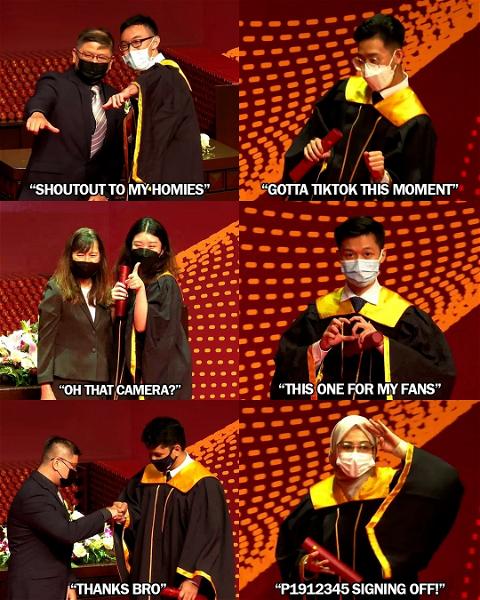 “SHOUTOUT TO MY HOMIES”
“GOTTA TIKTOK THIS MOMENT”
“OH THAT CAMERA?”
“THIS ONE FOR MY FANS”
“THANKS BRO”
“P1912345 SIGNING OFF!”